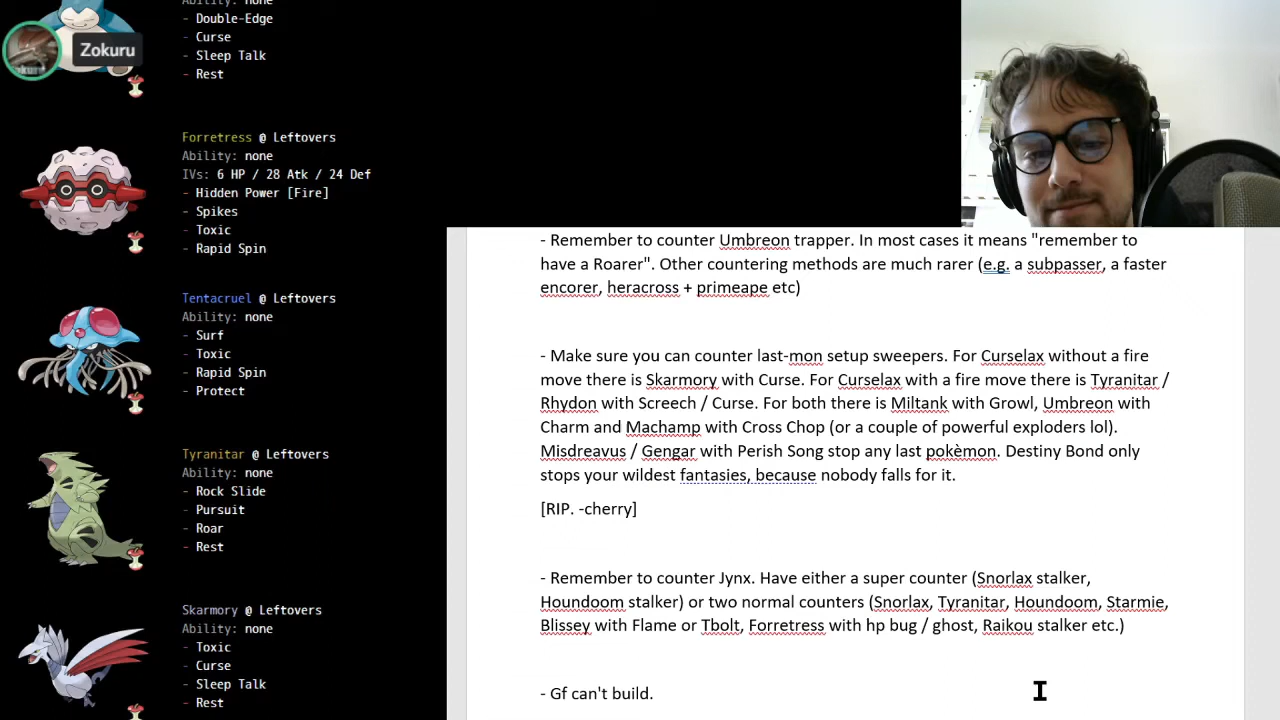 Ability: none
- Double-Edge
- Curse
- Sleep Talk
- Rest
Zokuru
Forretress @ Leftovers
Ability: none
IVs: 6 HP / 28 Atk / 24 Def
- Hidden Power [Fire]
- Spikes
- Toxic
- Rapid Spin
Tentacruel @ Leftovers
Ability: none
- Surf
- Toxic
- Rapid Spin
- Protect
Tyranitar @ Leftovers
Ability: none
- Rock Slide
- Pursuit
- Roar
- Rest
Skarmory @ Leftovers
Ability: none
- Toxic
- Curse
- Sleep Talk
- Rest
- Remember to counter Umbreon trapper. In most cases it means "remember to
have a Roarer". Other countering methods are much rarer (e.g. a subpasser, a faster
encorer, heracross + primeape etc)
- Make sure you can counter last-mon setup sweepers. For Curselax without a fire
move there is Skarmory with Curse. For Curselax with a fire move there is Tyranitar /
Rhydon with Screech / Curse. For both there is Miltank with Growl, Umbreon with
Charm and Machamp with Cross Chop (or a couple of powerful exploders lol).
Misdreavus / Gengar with Perish Song stop any last pokèmon. Destiny Bond only
stops your wildest fantasies, because nobody falls for it.
[RIP. -cherry]
- Remember to counter Jynx. Have either a super counter (Snorlax stalker,
Houndoom stalker) or two normal counters (Snorlax, Tyranitar, Houndoom, Starmie,
Blissey with Flame or Tbolt, Forretress with hp bug / ghost, Raikou stalker etc.)
- Gf can't build.